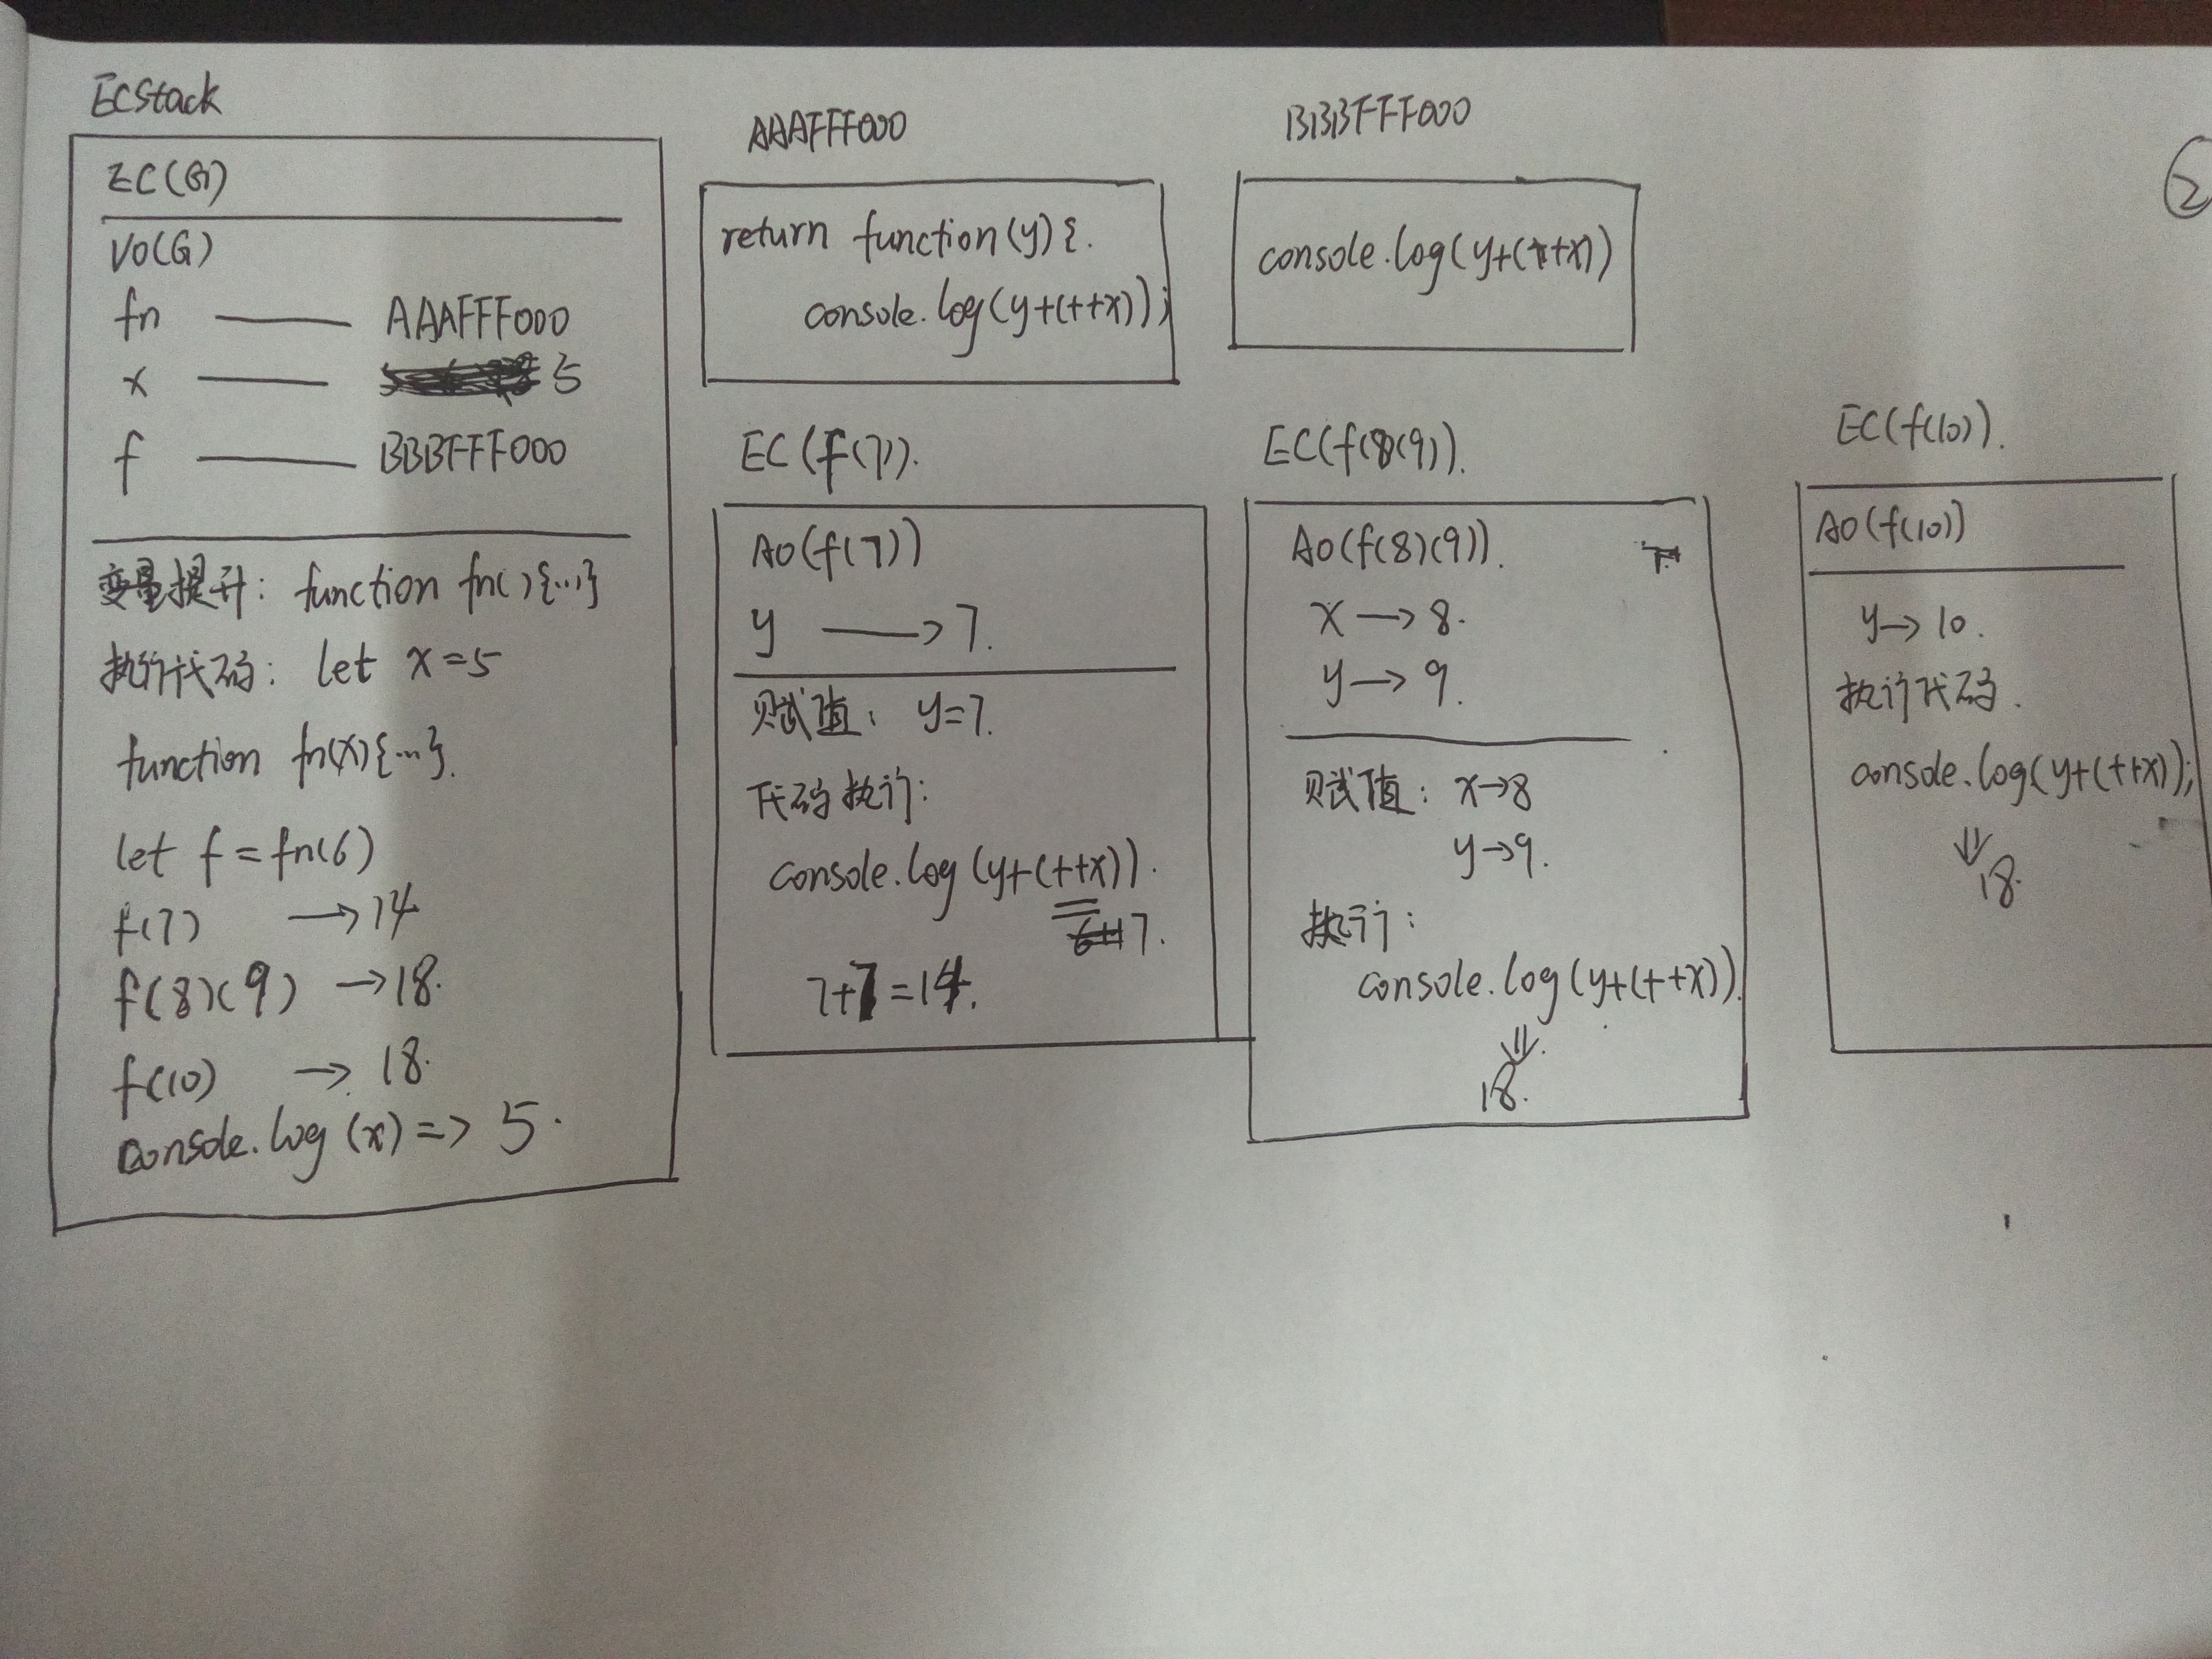 ECStack
EC(G)
VO(G)
fn —— AAAFFF000
x —— 5
f —— BBBFFF000
变量提升: function fn(){...}
执行代码: let x=5
function fn(x){...}.
let f = fn(6)
f(7) → 14
f(8)(9) → 18.
f(10) → 18.
console.log(x) => 5.
AAAFFF000
return function(y){.
console.log(y+(++x));
BBBFFF000
console.log(y+(++x))
②
EC(f(7)).
AO(f(7))
y ——> 7.
赋值: y=7.
代码执行:
console.log(y+(++x)).
7.
7+7=14.
EC(f(8(9)).
AO(f(8)(9)).
x → 8.
y → 9.
赋值: x→8
y→9.
执行:
console.log(y+(++x)).
⇓
18.
EC(f(10)).
AO(f(10))
y → 10.
执行代码.
console.log(y+(++x));
⇓
18.